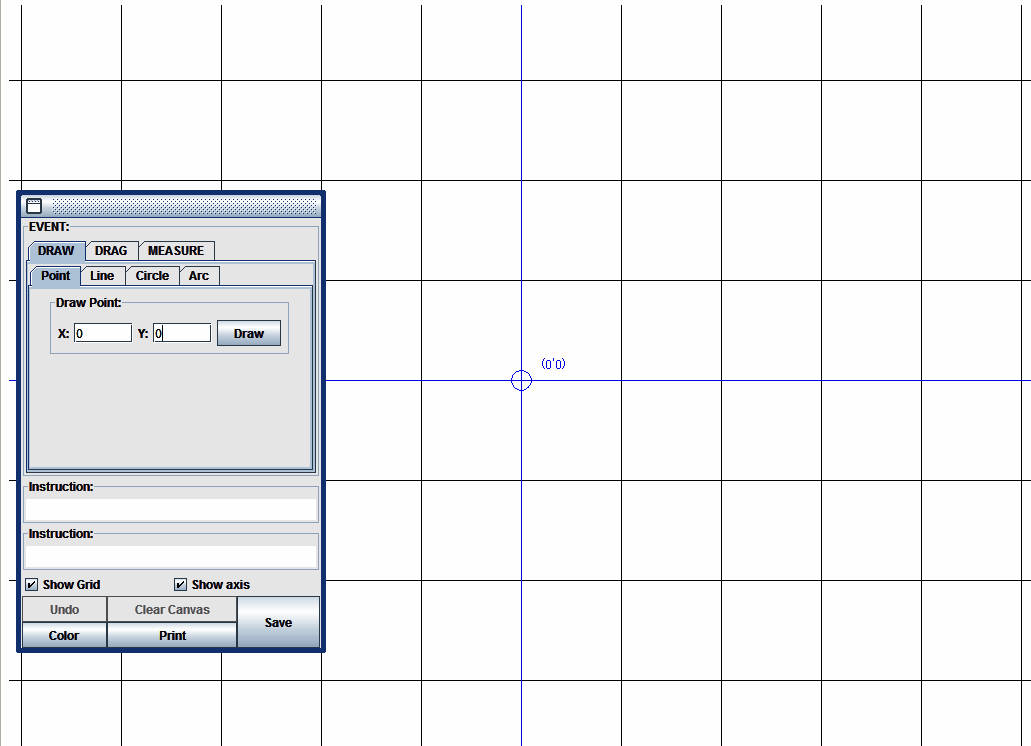 EVENT:
DRAW DRAG MEASURE
Point Line Circle Arc
Draw Point:
X: 0 Y: 0 Draw
(0'0)
Instruction:
Instruction:
Show Grid Show axis
Undo Clear Canvas Save
Color Print